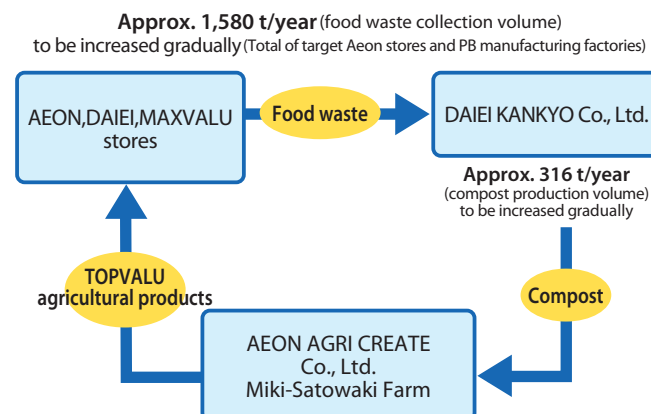 Approx. 1,580 t/year (food waste collection volume)
to be increased gradually (Total of target Aeon stores and PB manufacturing factories)
AEON,DAIEI,MAXVALU
stores
Food waste
DAIEI KANKYO Co., Ltd.
Approx. 316 t/year
(compost production volume)
to be increased gradually
TOPVALU
agricultural products
Compost
AEON AGRI CREATE
Co., Ltd.
Miki-Satowaki Farm